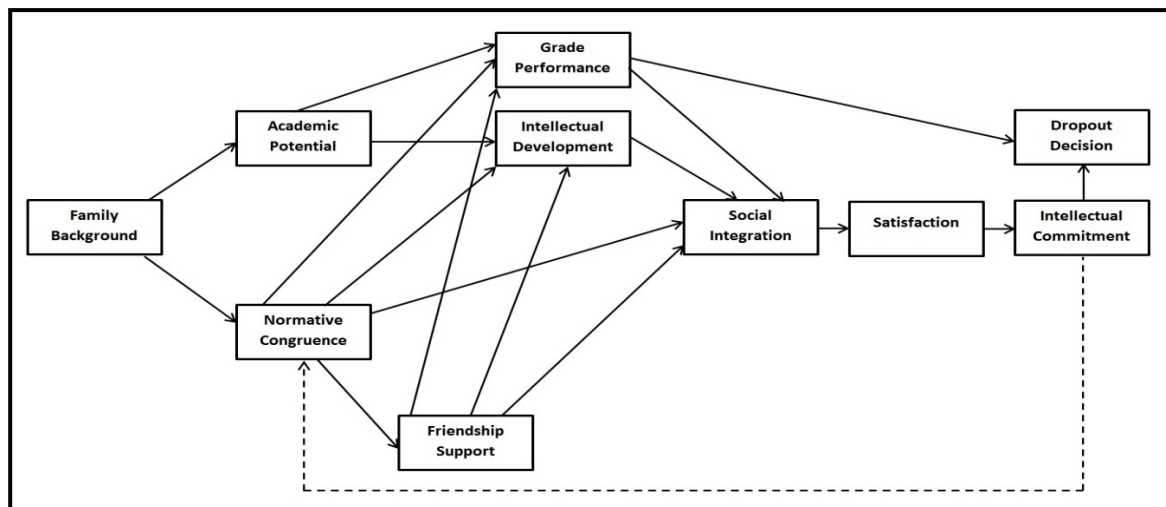 Grade
Performance
Academic
Potential
Intellectual
Development
Dropout
Decision
Family
Background
Social
Integration
Satisfaction
Intellectual
Commitment
Normative
Congruence
Friendship
Support